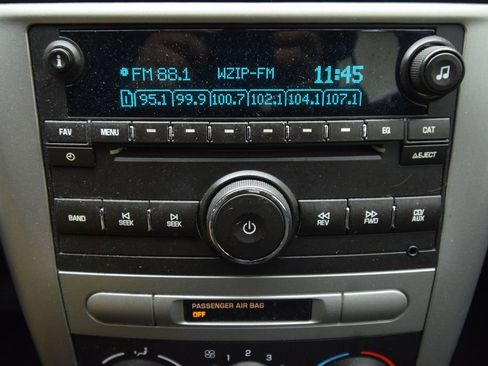 FM 88.1 WZIP-FM 11:45
1 95.1 99.9 100.7 102.1 104.1 107.1
FAV MENU EQ CAT
EJECT
BAND SEEK SEEK REV FWD CD/
AUX
PASSENGER AIR BAG
OFF
1 2 3